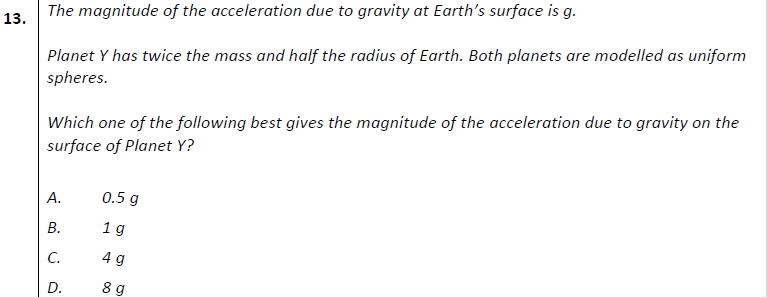 13. The magnitude of the acceleration due to gravity at Earth's surface is g.
Planet Y has twice the mass and half the radius of Earth. Both planets are modelled as uniform
spheres.
Which one of the following best gives the magnitude of the acceleration due to gravity on the
surface of Planet Y?
A. 0.5 g
B. 1 g
C. 4 g
D. 8 g